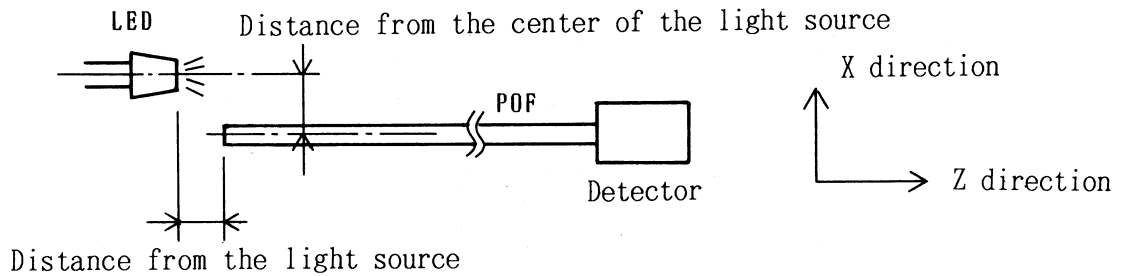 LED
Distance from the center of the light source
X direction
POF
Detector
Z direction
Distance from the light source